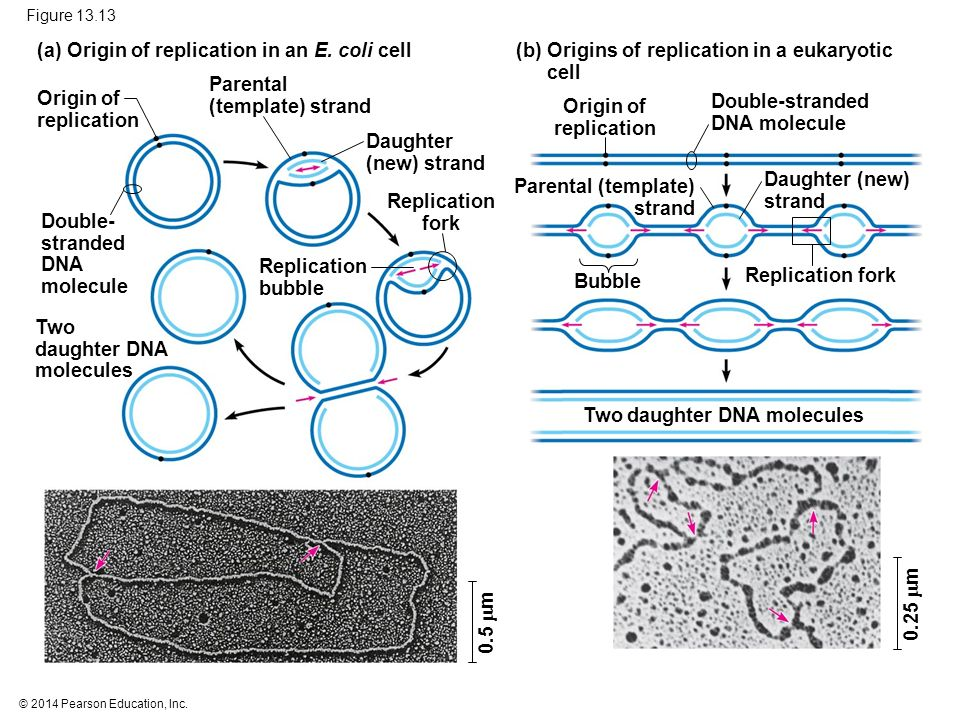 Figure 13.13
(a) Origin of replication in an E. coli cell
Origin of
replication
Parental
(template) strand
Daughter
(new) strand
Replication
fork
Double-
stranded
DNA
molecule
Replication
bubble
Two
daughter DNA
molecules
0.5 μm
(b) Origins of replication in a eukaryotic
cell
Origin of
replication
Double-stranded
DNA molecule
Parental (template)
strand
Daughter (new)
strand
Bubble
Replication fork
Two daughter DNA molecules
0.25 μm
© 2014 Pearson Education, Inc.